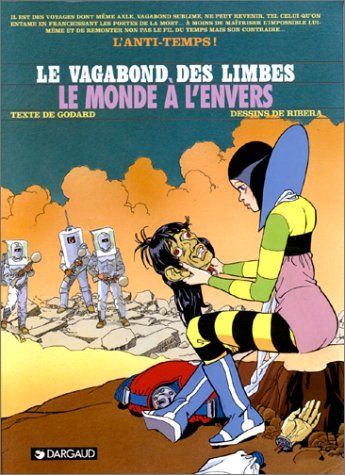 IL EST DES VOYAGES DONT MÊME AXLE, VAGABOND SUBLIME, NE PEUT REVENIR, TEL CELUI QU'ON
ENTAME EN FRANCHISSANT LES PORTES DE LA MORT... À MOINS DE MAÎTRISER L'IMPOSSIBLE LUI-
MÊME ET DE REMONTER NON PAS LE FIL DU TEMPS MAIS SON CONTRAIRE...
L'ANTI-TEMPS!
LE VAGABOND DES LIMBES
LE MONDE A L'ENVERS
TEXTE DE GODARD
DESSINS DE RIBERA
DARGAUD